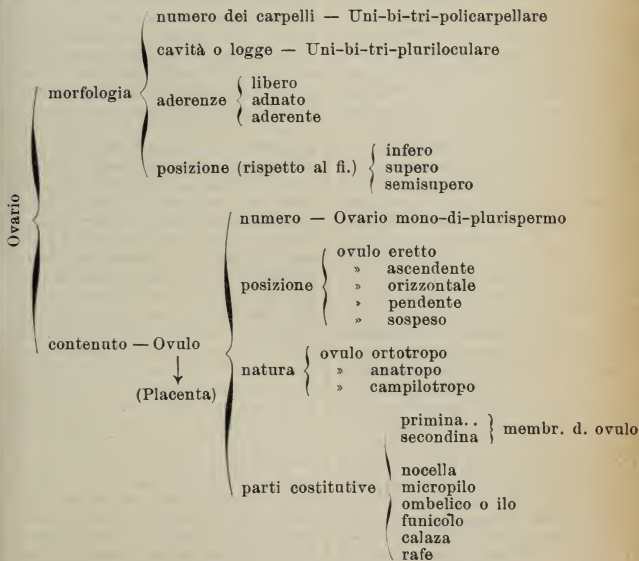 Ovario
morfologia
numero dei carpelli — Uni-bi-tri-policarpellare
cavità o logge — Uni-bi-tri-pluriloculare
aderenze
libero
adnato
aderente
posizione (rispetto al fi.)
infero
supero
semisupero
contenuto — Ovulo
(Placenta)
numero — Ovario mono-di-plurispermo
posizione
ovulo eretto
» ascendente
» orizzontale
» pendente
» sospeso
natura
ovulo ortotropo
» anatropo
» campilotropo
parti costitutive
primina..
secondina
membr. d. ovulo
nocella
micropilo
ombelico o ilo
funicolo
calaza
rafe